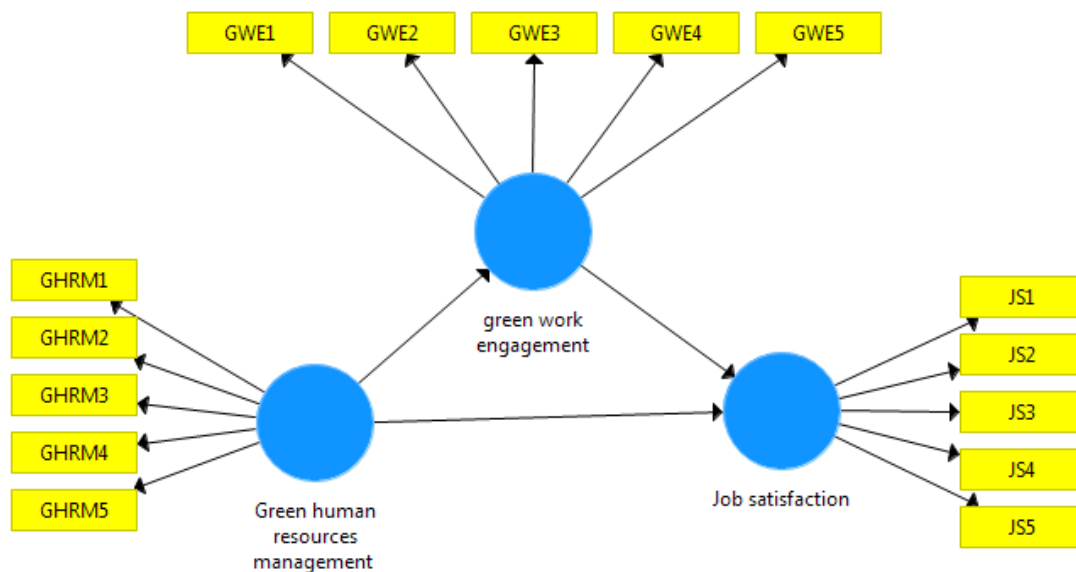 GWE1
GWE2
GWE3
GWE4
GWE5
green work
engagement
GHRM1
GHRM2
GHRM3
GHRM4
GHRM5
Green human
resources
management
JS1
JS2
JS3
JS4
JS5
Job satisfaction